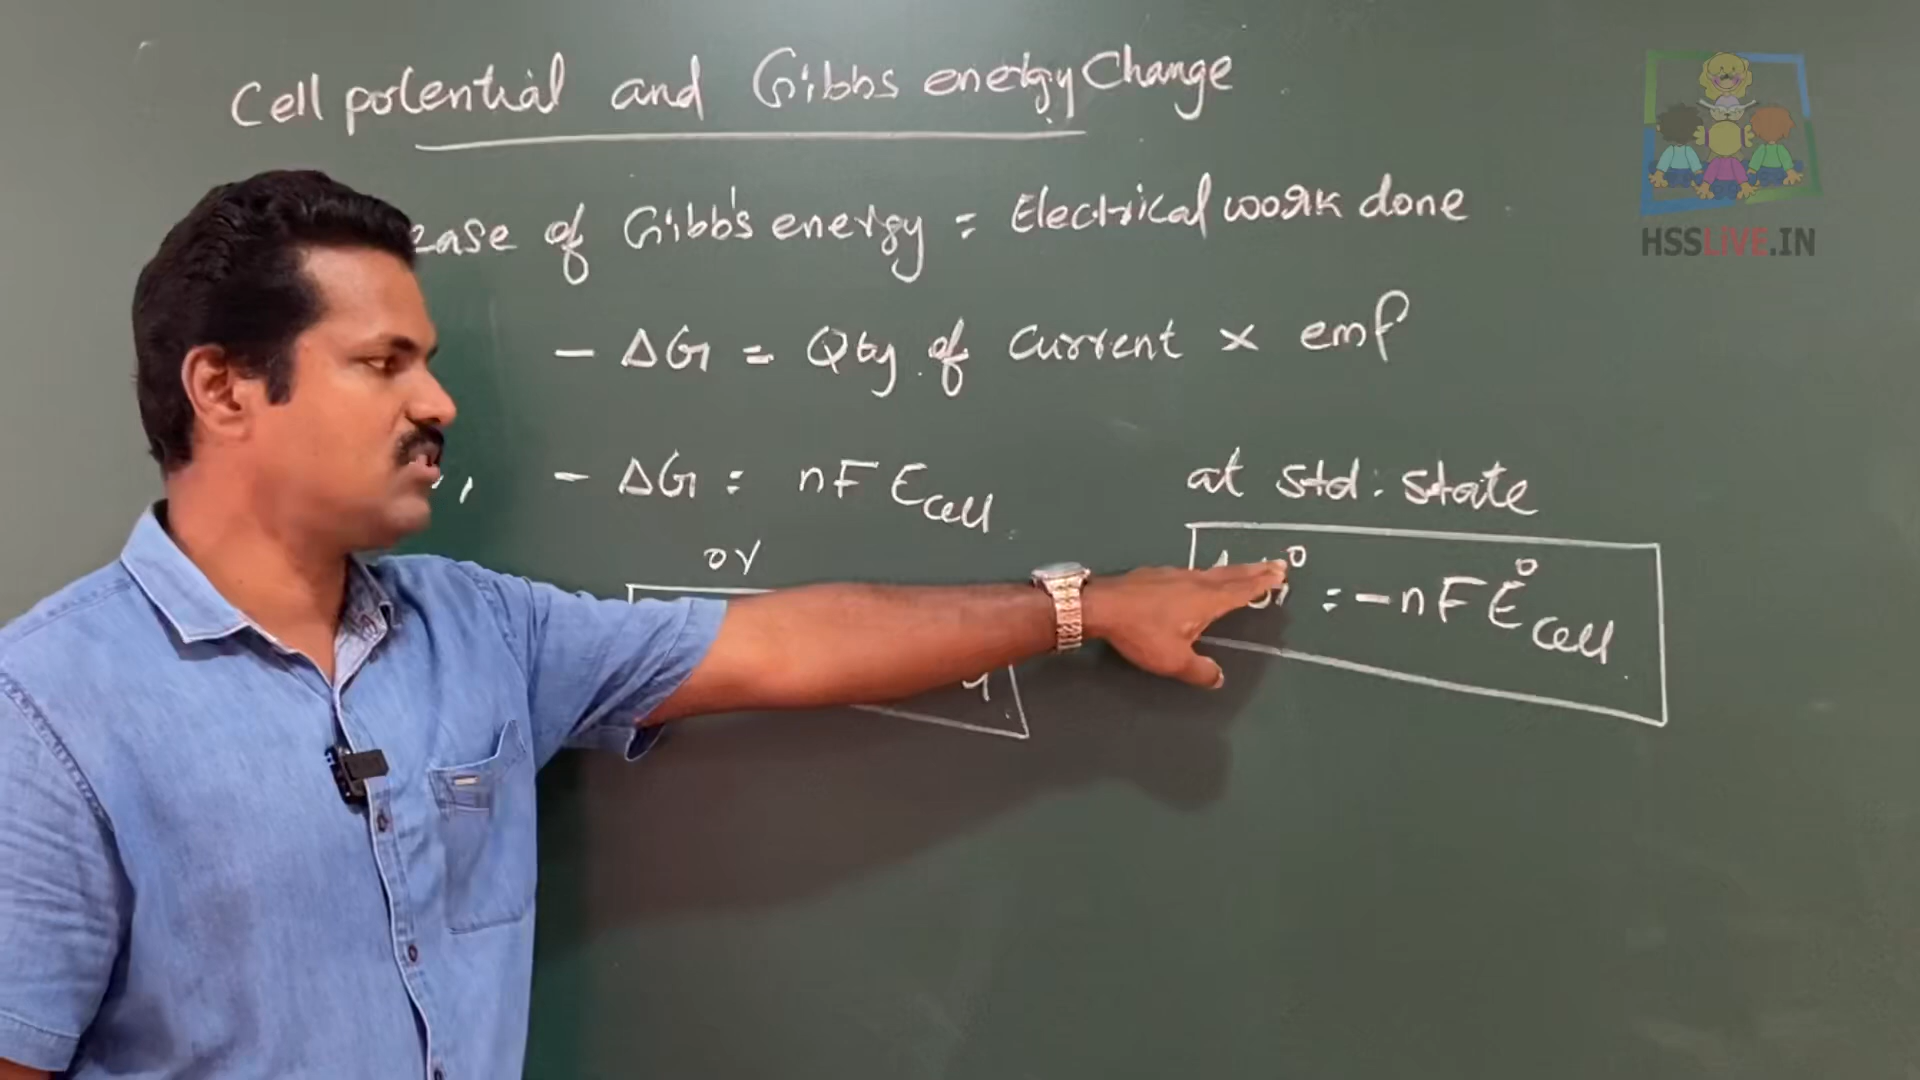 Cell potential and Gibbs energy Change
of Gibb's energy = Electrical work done
- ΔG = Qty. of Current × emf
- ΔG = nFEcell
or
at std. state
= -nFE°cell
HSSLiVE.IN